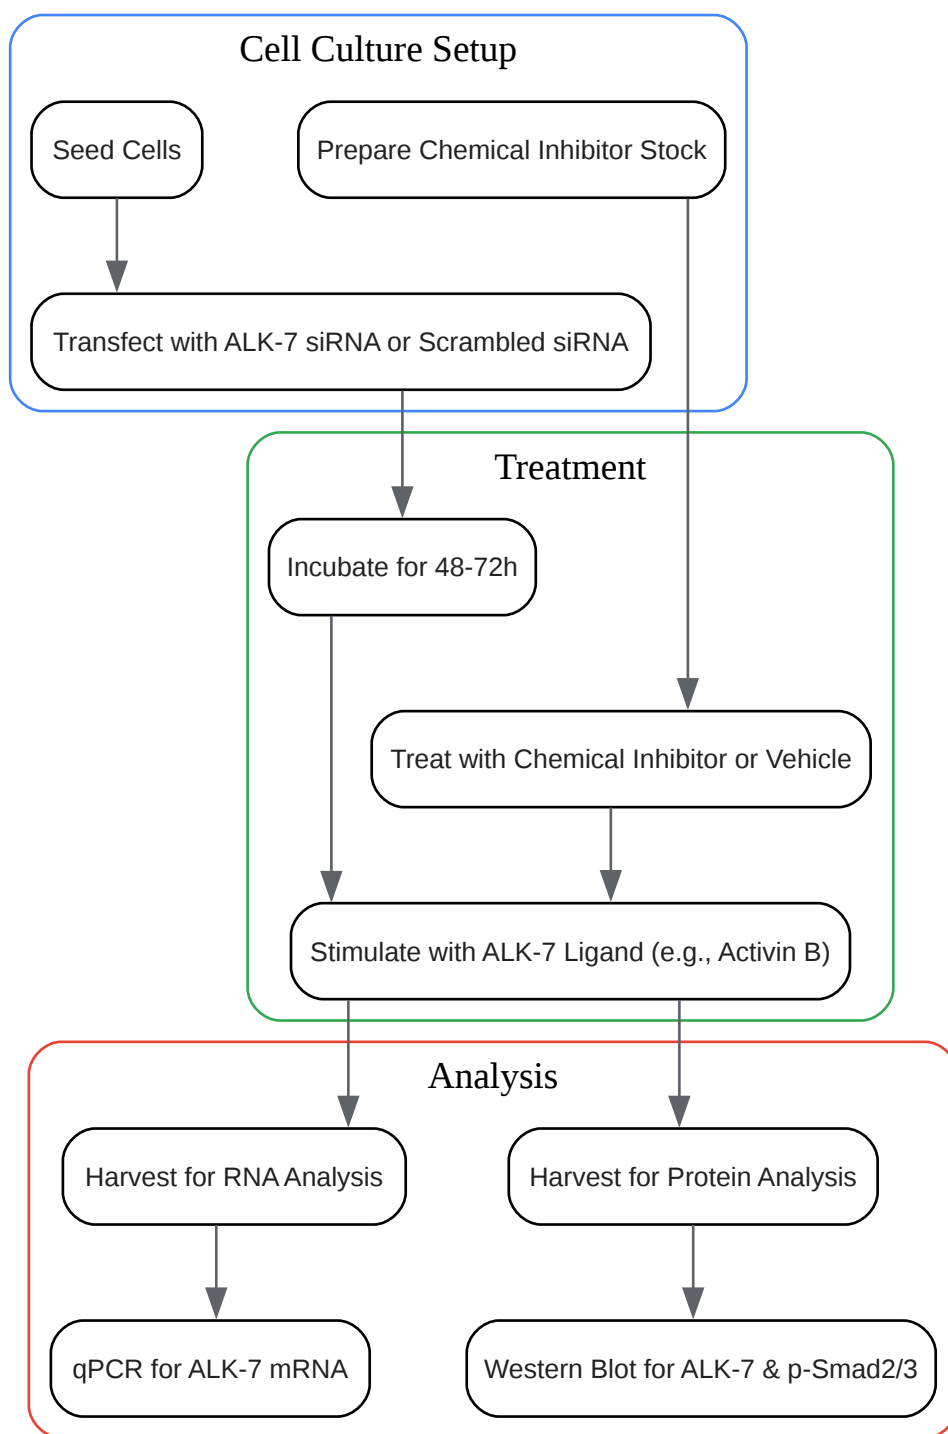 Cell Culture Setup
Seed Cells
Prepare Chemical Inhibitor Stock
Transfect with ALK-7 siRNA or Scrambled siRNA
Treatment
Incubate for 48-72h
Treat with Chemical Inhibitor or Vehicle
Stimulate with ALK-7 Ligand (e.g., Activin B)
Analysis
Harvest for RNA Analysis
Harvest for Protein Analysis
qPCR for ALK-7 mRNA
Western Blot for ALK-7 & p-Smad2/3